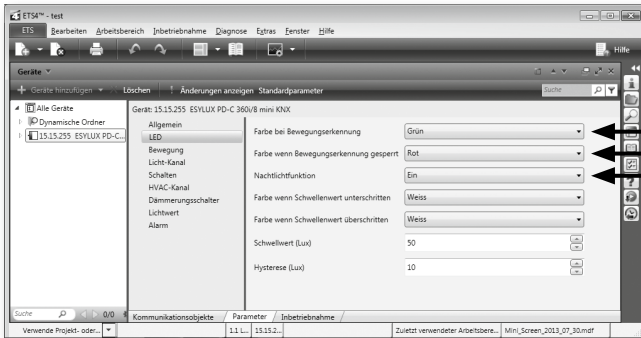 ETS4™ - test
ETS Bearbeiten Arbeitsbereich Inbetriebnahme Diagnose Extras Fenster Hilfe
Hilfe
Geräte
Geräte hinzufügen Löschen Änderungen anzeigen Standardparameter Suche
Alle Geräte
Dynamische Ordner
15.15.255 ESYLUX PD-C...
Gerät: 15.15.255 ESYLUX PD-C 360i/8 mini KNX
Allgemein
LED
Bewegung
Licht-Kanal
Schalten
HVAC-Kanal
Dämmerungsschalter
Lichtwert
Alarm
Farbe bei Bewegungserkennung Grün
Farbe wenn Bewegungserkennung gesperrt Rot
Nachtlichtfunktion Ein
Farbe wenn Schwellenwert unterschritten Weiss
Farbe wenn Schwellenwert überschritten Weiss
Schwellwert (Lux) 50
Hysterese (Lux) 10
Suche 0/0
Kommunikationsobjekte Parameter Inbetriebnahme
Verwende Projekt- oder... 1.1 L... 15.15.2... Zuletzt verwendeter Arbeitsbere... Mini_Screen_2013_07_30.mdf